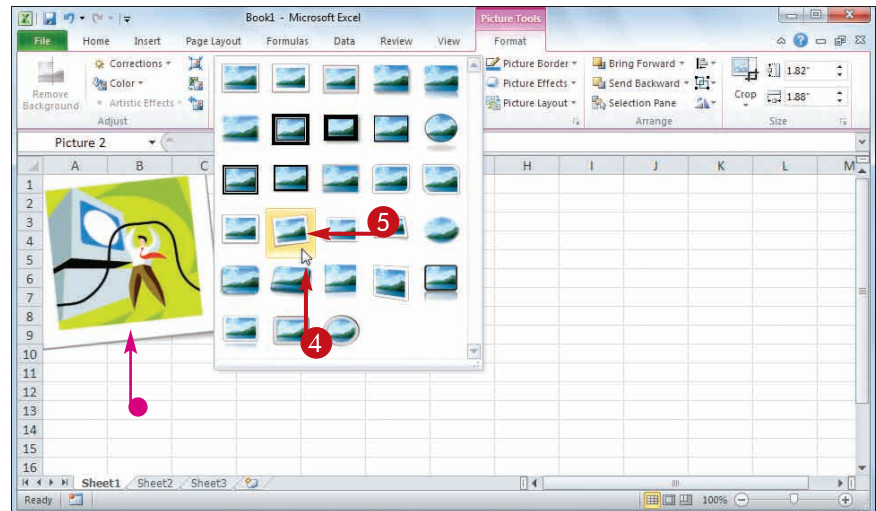 Book1 - Microsoft Excel
Picture Tools
File Home Insert Page Layout Formulas Data Review View Format
Remove Background
Corrections
Color
Artistic Effects
Adjust
Picture Border
Picture Effects
Picture Layout
Bring Forward
Send Backward
Selection Pane
Arrange
Crop
1.82"
1.88"
Size
Picture 2
A B C H I J K L M
1
2
3
4
5
6
7
8
9
10
11
12
13
14
15
16
5
4
Sheet1 Sheet2 Sheet3
Ready 100%